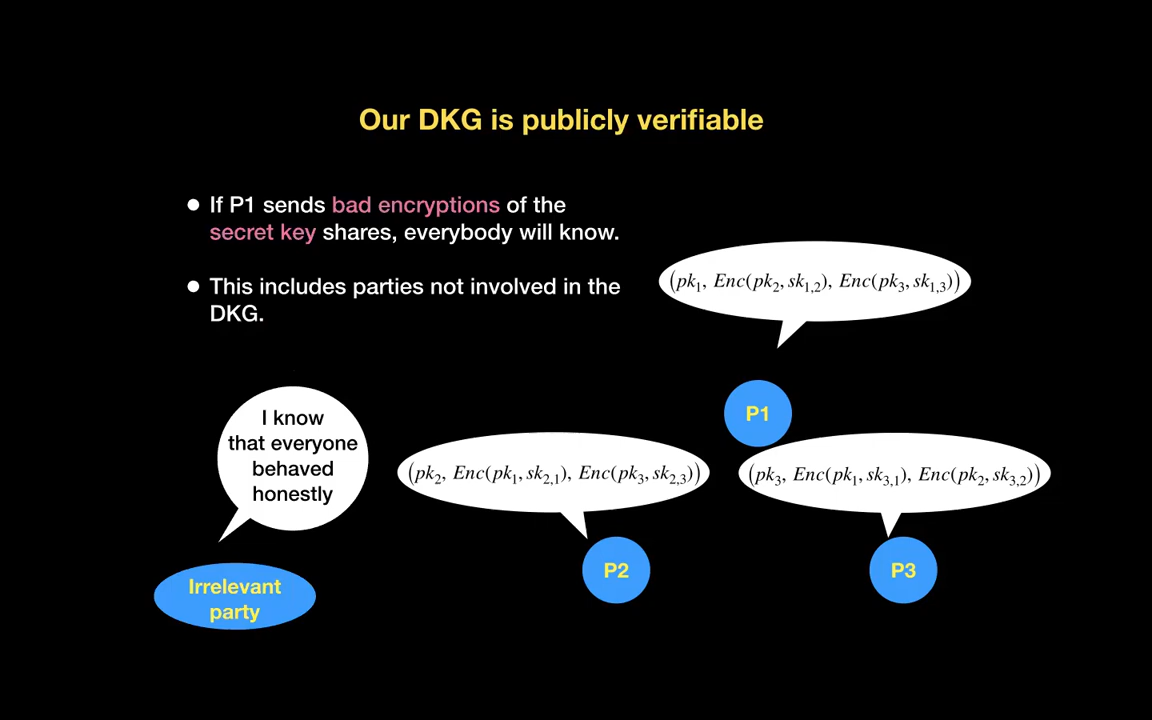 Our DKG is publicly verifiable
● If P1 sends bad encryptions of the
secret key shares, everybody will know.
● This includes parties not involved in the
DKG.
(pk₁, Enc(pk₂, sk₁,₂), Enc(pk₃, sk₁,₃))
P1
I know
that everyone
behaved
honestly
(pk₂, Enc(pk₁, sk₂,₁), Enc(pk₃, sk₂,₃))
(pk₃, Enc(pk₁, sk₃,₁), Enc(pk₂, sk₃,₂))
Irrelevant
party
P2
P3